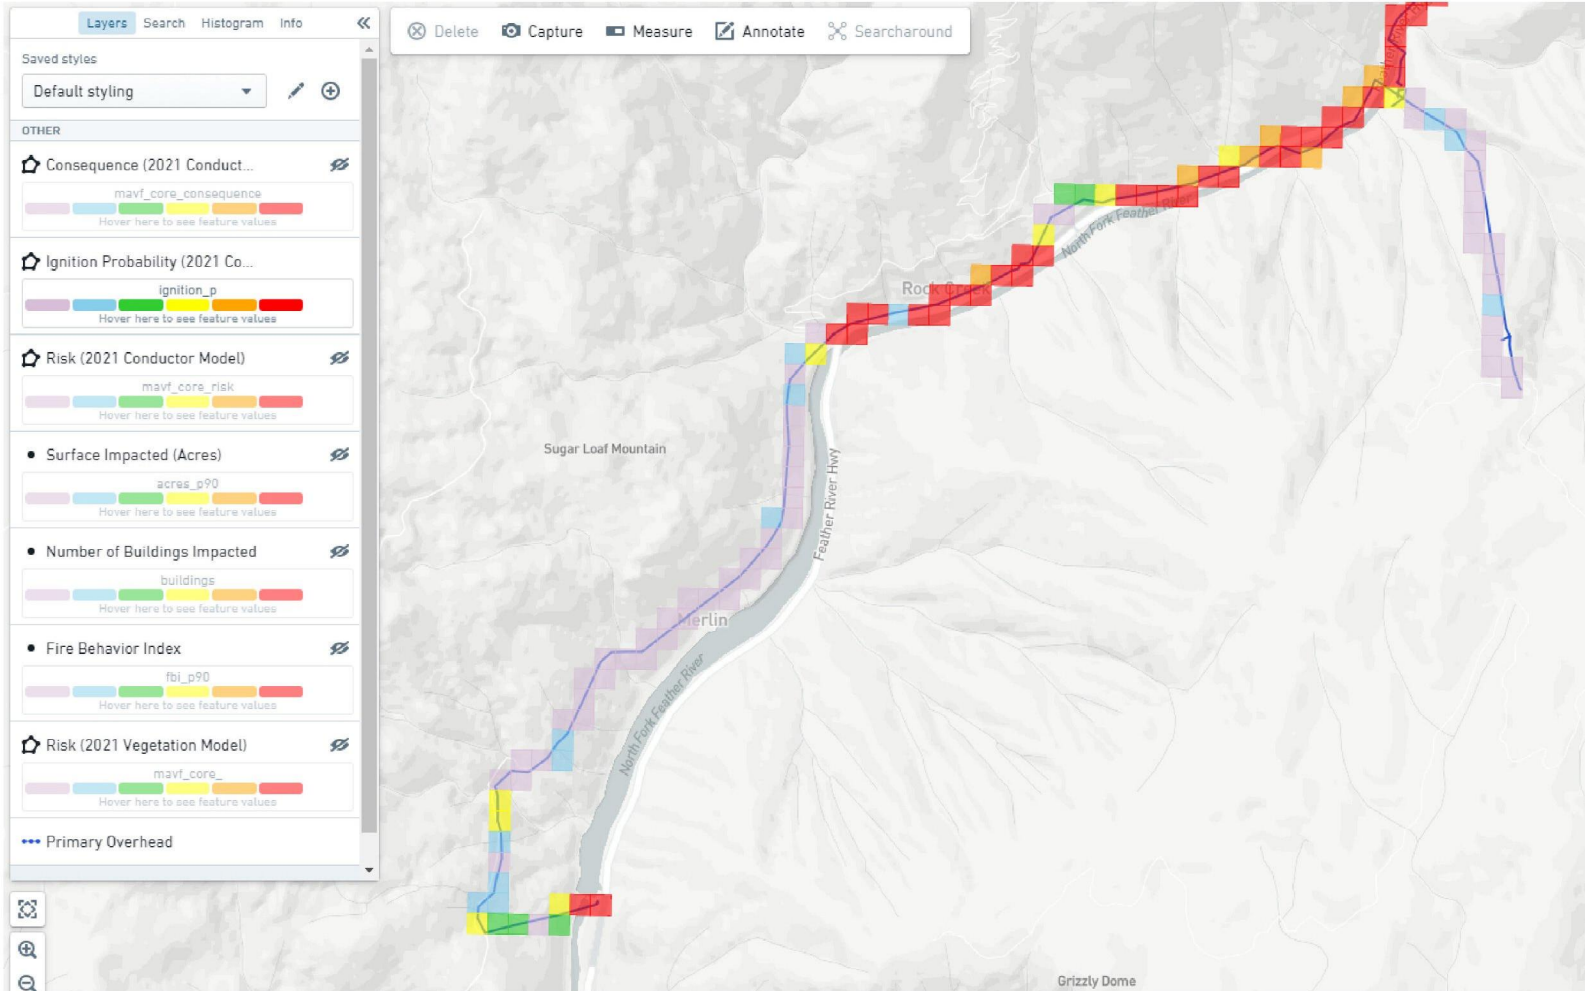 Layers Search Histogram Info
Delete Capture Measure Annotate Searcharound
Saved styles
Default styling
OTHER
Consequence (2021 Conduct...
mavf_core_consequence
Hover here to see feature values
Ignition Probability (2021 Co...
ignition_p
Hover here to see feature values
Risk (2021 Conductor Model)
mavf_core_risk
Hover here to see feature values
Surface Impacted (Acres)
acres_p90
Hover here to see feature values
Number of Buildings Impacted
buildings
Hover here to see feature values
Fire Behavior Index
fbi_p90
Hover here to see feature values
Risk (2021 Vegetation Model)
mavf_core_
Hover here to see feature values
Primary Overhead
North Fork Feather River
Rock Creek
Sugar Loaf Mountain
Feather River Hwy
Merlin
North Fork Feather River
Grizzly Dome